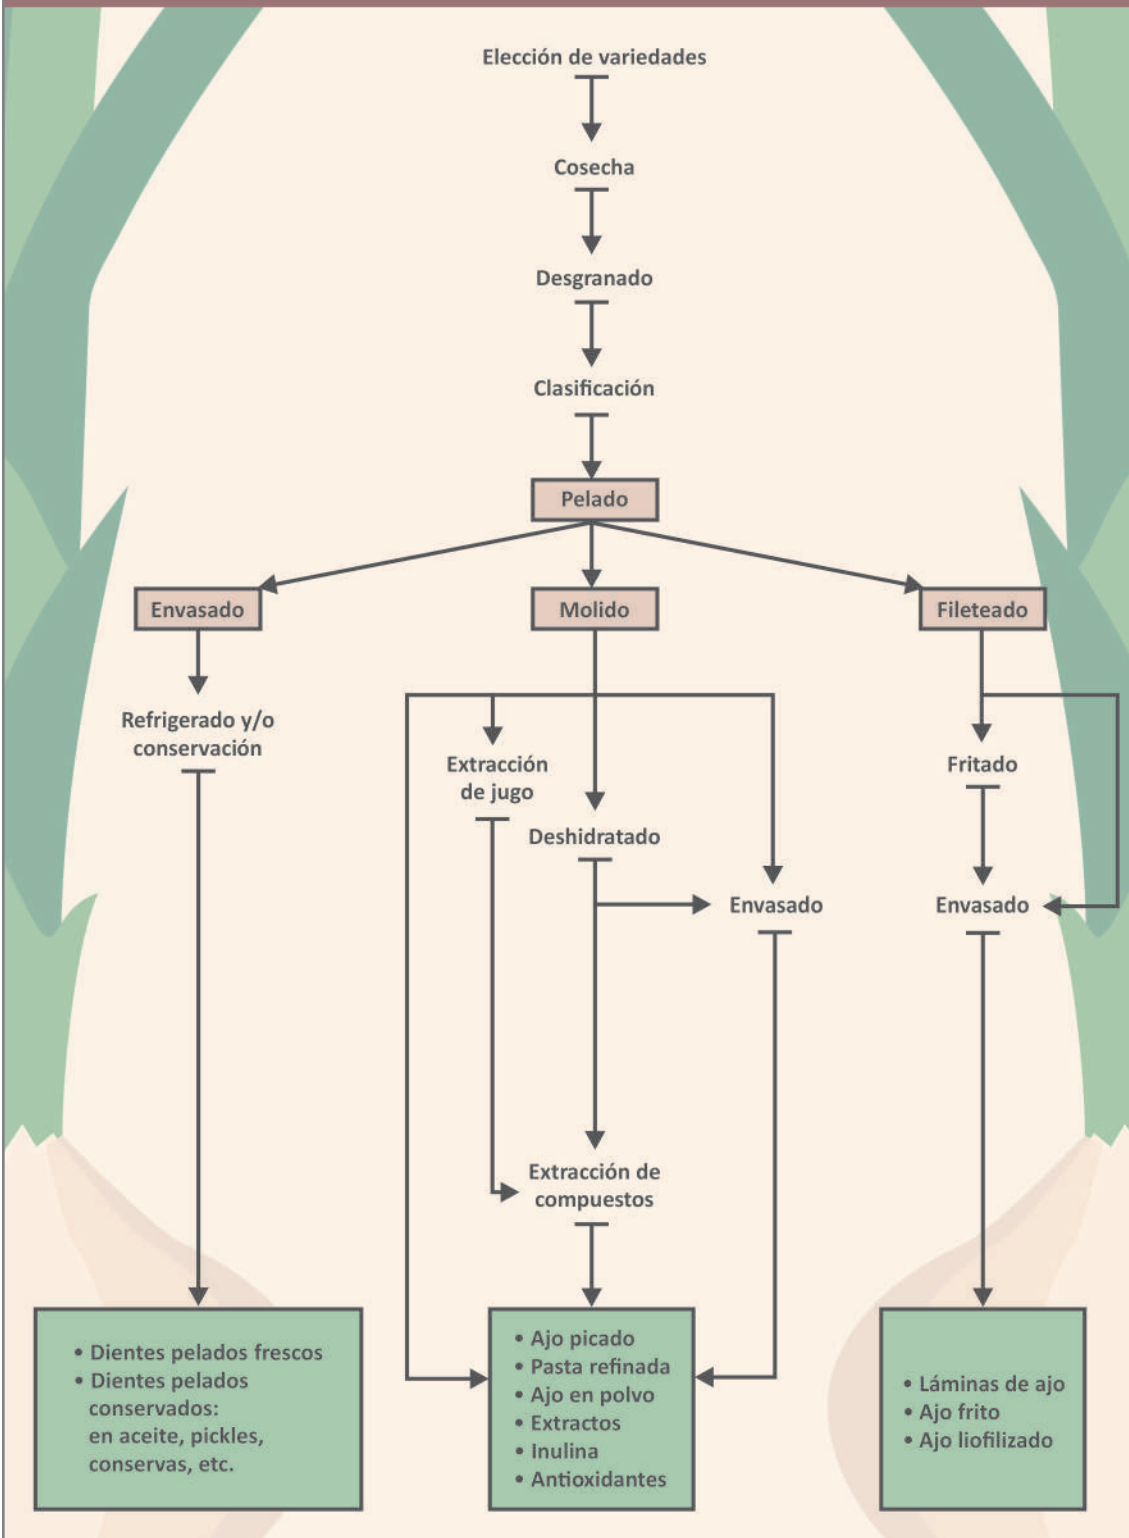 Elección de variedades
Cosecha
Desgranado
Clasificación
Pelado
Envasado
Molido
Fileteado
Refrigerado y/o
conservación
Extracción
de jugo
Fritado
Deshidratado
Envasado
Envasado
Extracción de
compuestos
• Dientes pelados frescos
• Dientes pelados
conservados:
en aceite, pickles,
conservas, etc.
• Ajo picado
• Pasta refinada
• Ajo en polvo
• Extractos
• Inulina
• Antioxidantes
• Láminas de ajo
• Ajo frito
• Ajo liofilizado